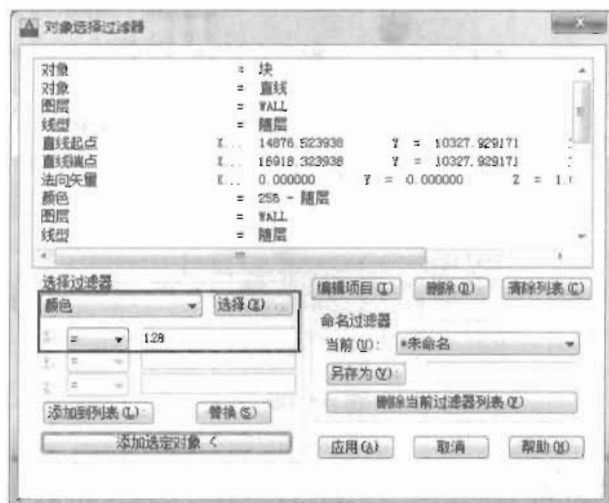 对象选择过滤器
对象 = 块
对象 = 直线
图层 = WALL
线型 = 随层
直线起点 X... 14876.523938 Y = 10327.929171
直线端点 X... 16918.323938 Y = 10327.929171
法向矢量 X... 0.000000 Y = 0.000000 Z = 1.0
颜色 = 256 - 随层
图层 = WALL
线型 = 随层
选择过滤器
颜色 选择(E)...
X: = 128
Y: =
Z: =
添加到列表(L): 替换(S)
添加选定对象 <
编辑项目(I) 删除(D) 清除列表(C)
命名过滤器
当前(U): *未命名
另存为(V):
删除当前过滤器列表(R)
应用(A) 取消 帮助(H)